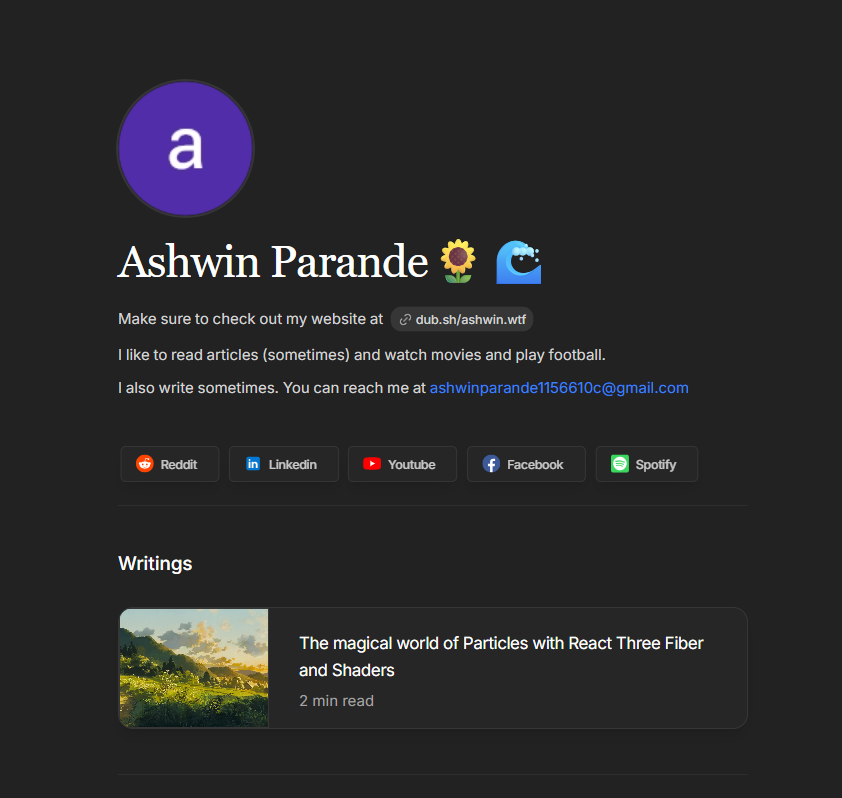 a
Ashwin Parande 🌻 🌊
Make sure to check out my website at dub.sh/ashwin.wtf
I like to read articles (sometimes) and watch movies and play football.
I also write sometimes. You can reach me at ashwinparande1156610c@gmail.com
Reddit Linkedin Youtube Facebook Spotify
Writings
The magical world of Particles with React Three Fiber
and Shaders
2 min read